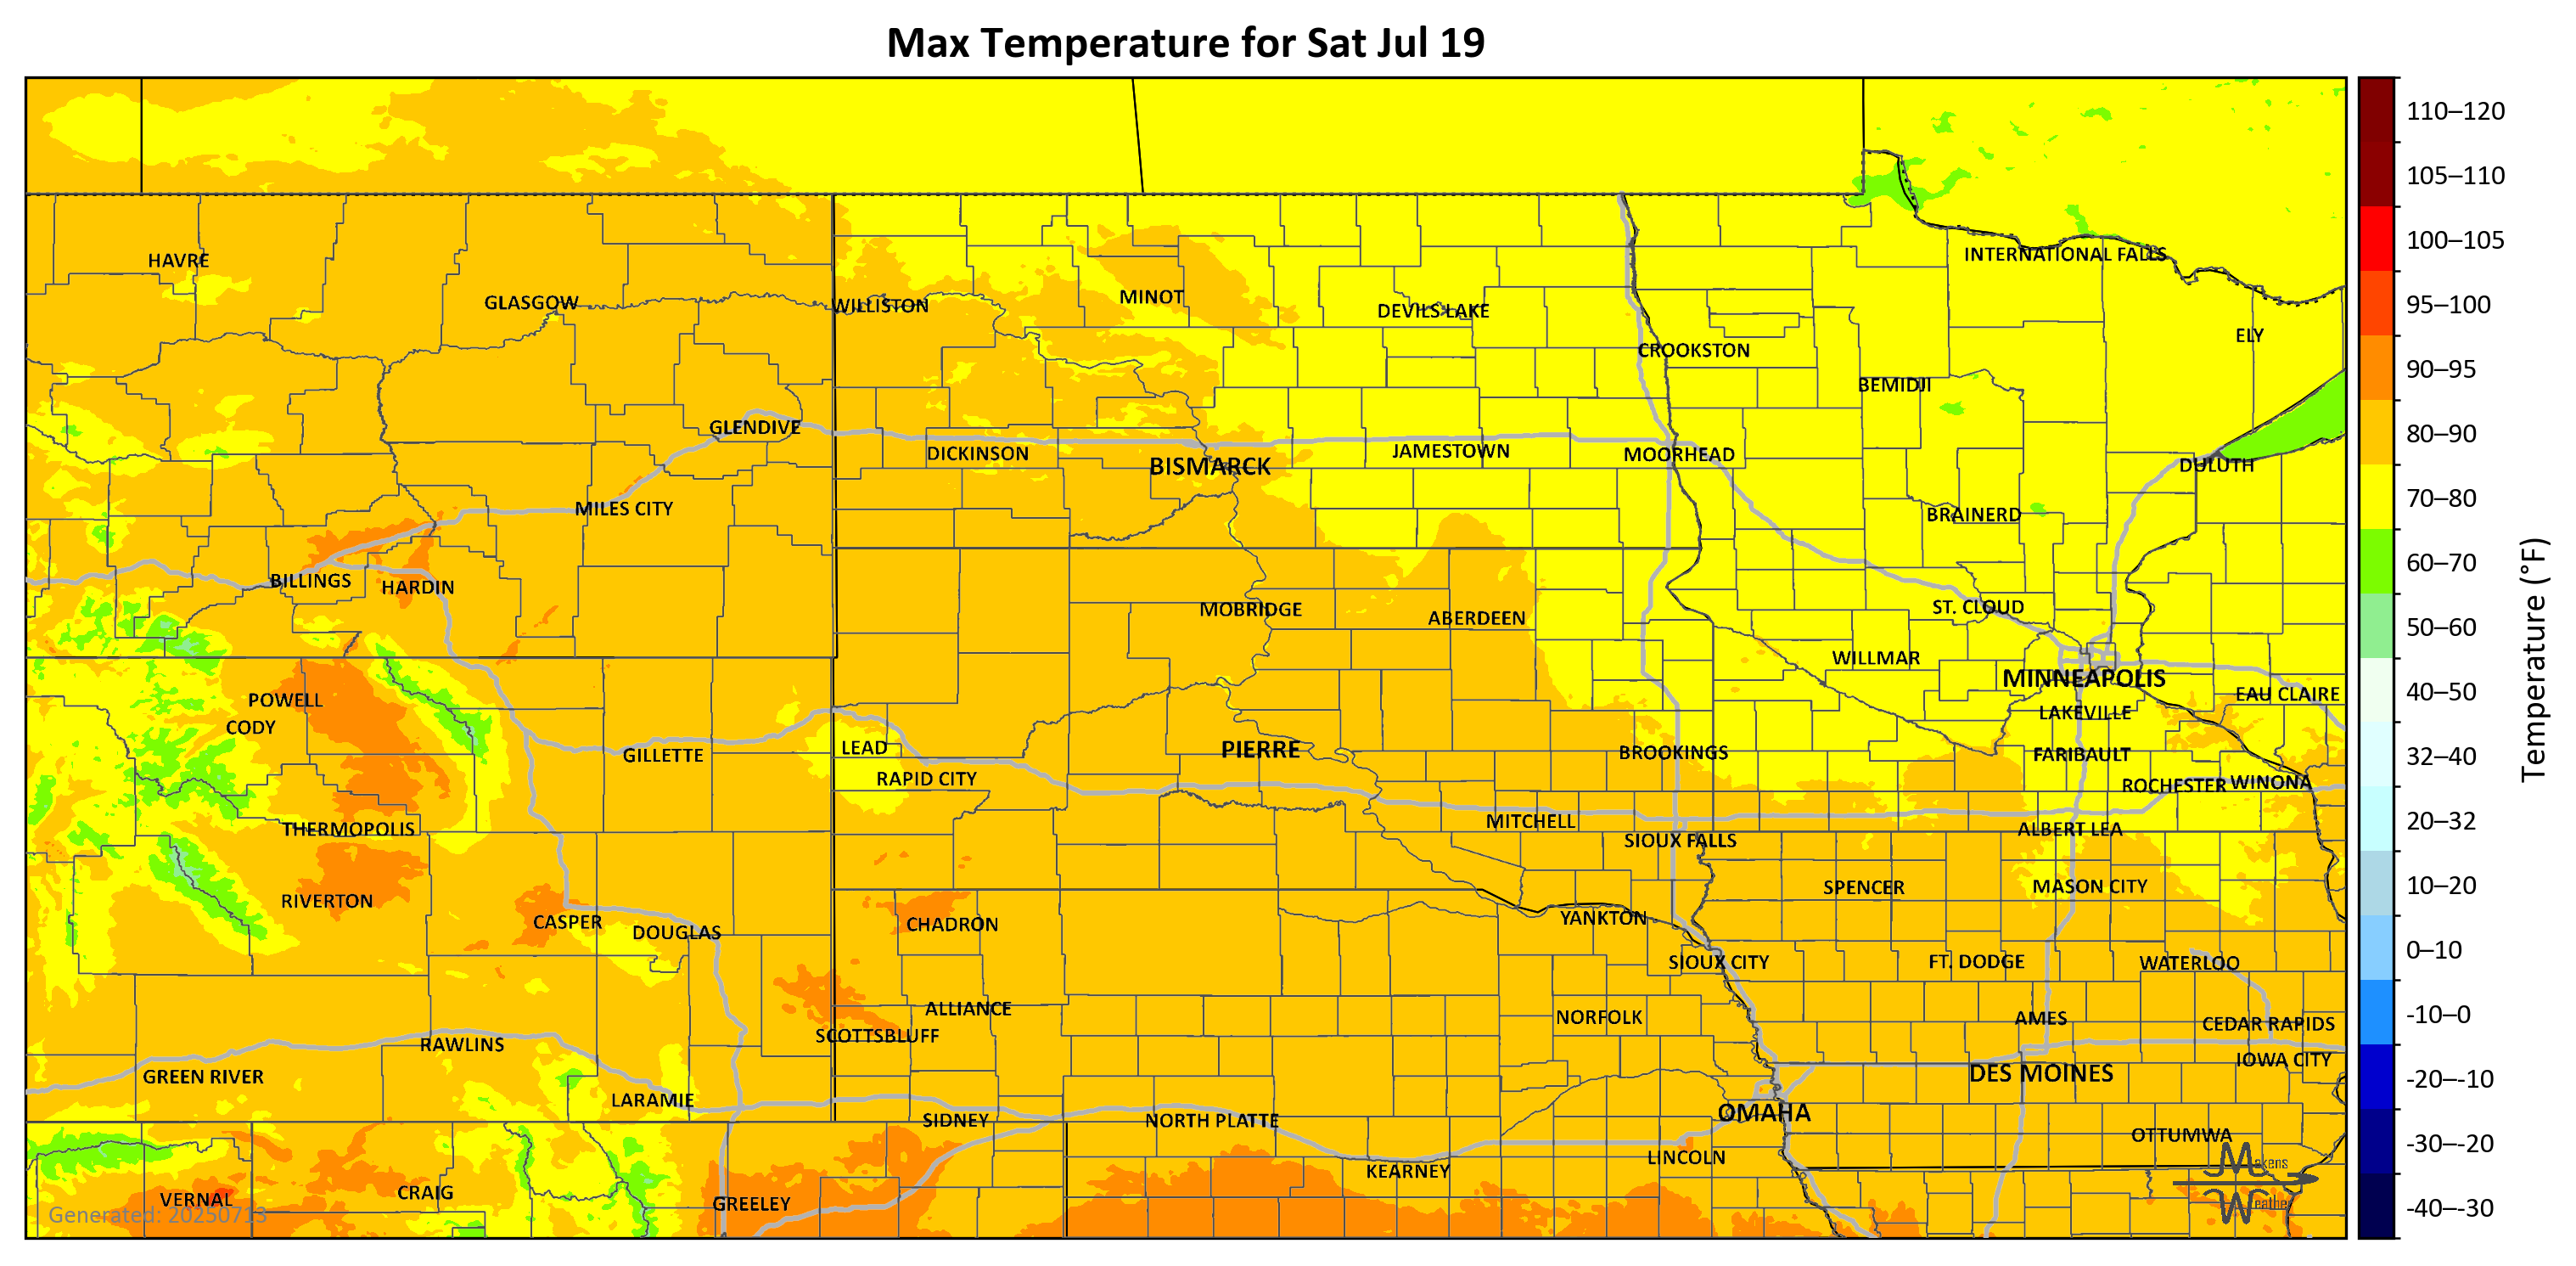 Max Temperature for Sat Jul 19
HAVRE
GLASGOW
WILLISTON
MINOT
DEVILS LAKE
INTERNATIONAL FALLS
CROOKSTON
ELY
BEMIDJI
GLENDIVE
DICKINSON
BISMARCK
JAMESTOWN
MOORHEAD
DULUTH
MILES CITY
BRAINERD
BILLINGS
HARDIN
MOBRIDGE
ABERDEEN
ST. CLOUD
WILLMAR
MINNEAPOLIS
EAU CLAIRE
POWELL
CODY
LAKEVILLE
GILLETTE
LEAD
RAPID CITY
PIERRE
BROOKINGS
FARIBAULT
ROCHESTER
WINONA
THERMOPOLIS
MITCHELL
SIOUX FALLS
ALBERT LEA
RIVERTON
CASPER
DOUGLAS
CHADRON
YANKTON
SPENCER
MASON CITY
SIOUX CITY
FT. DODGE
WATERLOO
ALLIANCE
SCOTTSBLUFF
NORFOLK
AMES
CEDAR RAPIDS
RAWLINS
IOWA CITY
GREEN RIVER
LARAMIE
DES MOINES
SIDNEY
NORTH PLATTE
OMAHA
OTTUMWA
LINCOLN
KEARNEY
VERNAL
CRAIG
GREELEY
Generated: 20250713
Makens
Weather
110–120
105–110
100–105
95–100
90–95
80–90
70–80
60–70
50–60
40–50
32–40
20–32
10–20
0–10
-10–0
-20–-10
-30–-20
-40–-30
Temperature (°F)